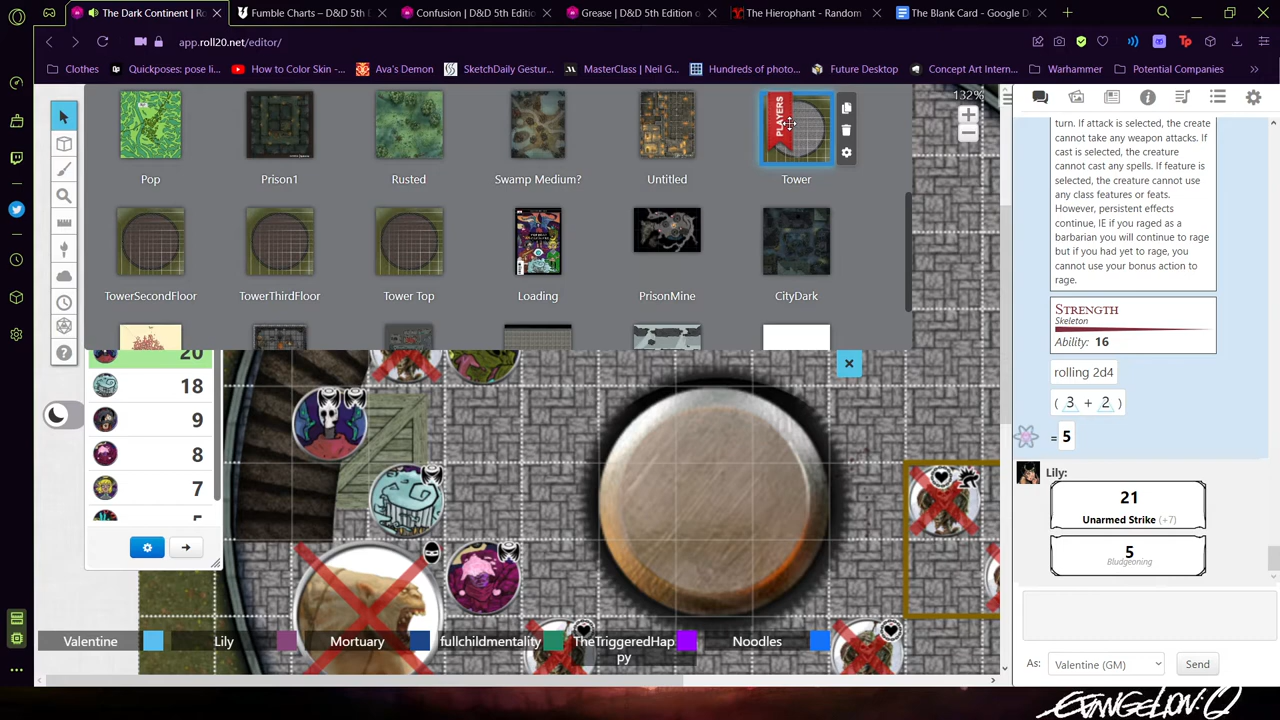 The Dark Continent | Ro
Fumble Charts – D&D 5th E
Confusion | D&D 5th Edition
Grease | D&D 5th Edition o
The Hierophant - Random
The Blank Card - Google D
app.roll20.net/editor/
Clothes
Quickposes: pose li...
How to Color Skin -...
Ava's Demon
SketchDaily Gestur...
MasterClass | Neil G...
Hundreds of photo...
Future Desktop
Concept Art Intern...
Warhammer
Potential Companies
132%
PLAYERS
Pop
Prison1
Rusted
Swamp Medium?
Untitled
Tower
TowerSecondFloor
TowerThirdFloor
Tower Top
Loading
PrisonMine
CityDark
20
18
9
8
7
Valentine
Lily
Mortuary
fullchildmentality
TheTriggeredHap
py
Noodles
turn. If attack is selected, the create
cannot take any weapon attacks. If
cast is selected, the creature
cannot cast any spells. If feature is
selected, the creature cannot use
any class features or feats.
However, persistent effects
continue, IE if you raged as a
barbarian you will continue to rage
but if you had yet to rage, you
cannot use your bonus action to
rage.
Strength
Skeleton
Ability: 16
rolling 2d4
( 3 + 2 )
= 5
Lily:
21
Unarmed Strike (+7)
5
Bludgeoning
As:
Valentine (GM)
Send